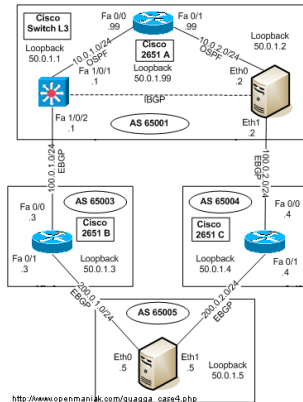 Cisco
Switch L3
Fa 0/0
.99
Fa 0/1
.99
Cisco
2651 A
Loopback
50.0.1.1
10.0.1.0/24
OSPF
10.0.2.0/24
OSPF
Loopback
50.0.1.2
Fa 1/0/1
.1
Loopback
50.0.1.99
Eth0
.2
IBGP
Fa 1/0/2
.1
Eth1
.2
AS 65001
100.0.1.0/24
EBGP
100.0.2.0/24
EBGP
Fa 0/0
.3
AS 65003
Cisco
2651 B
AS 65004
Cisco
2651 C
Fa 0/0
.4
Fa 0/1
.3
Loopback
50.0.1.3
Loopback
50.0.1.4
Fa 0/1
.4
200.0.1.0/24
EBGP
200.0.2.0/24
EBGP
AS 65005
Eth0
.5
Eth1
.5
Loopback
50.0.1.5
http://www.openmaniak.com/quagga_case4.php